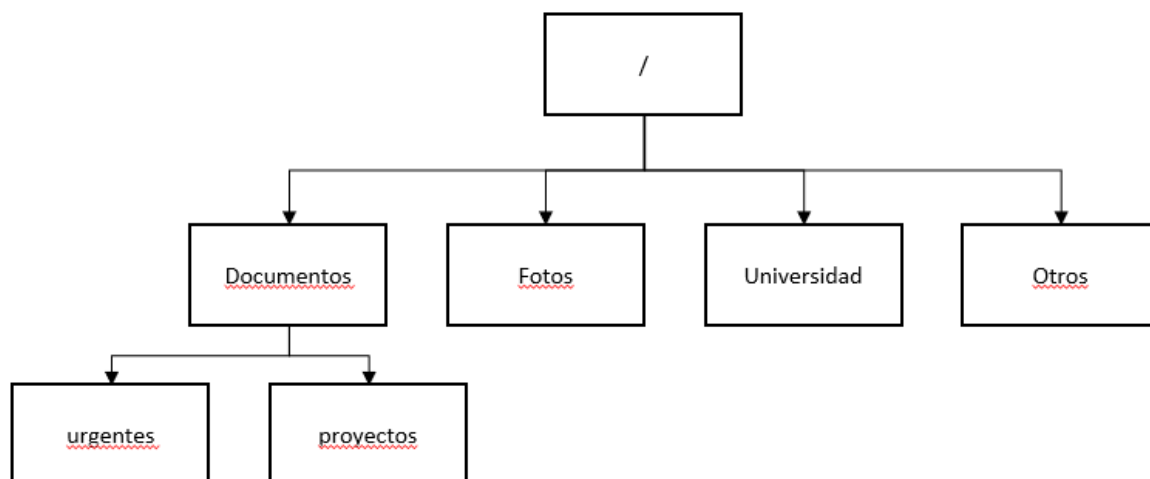 /
Documentos
Fotos
Universidad
Otros
urgentes
proyectos